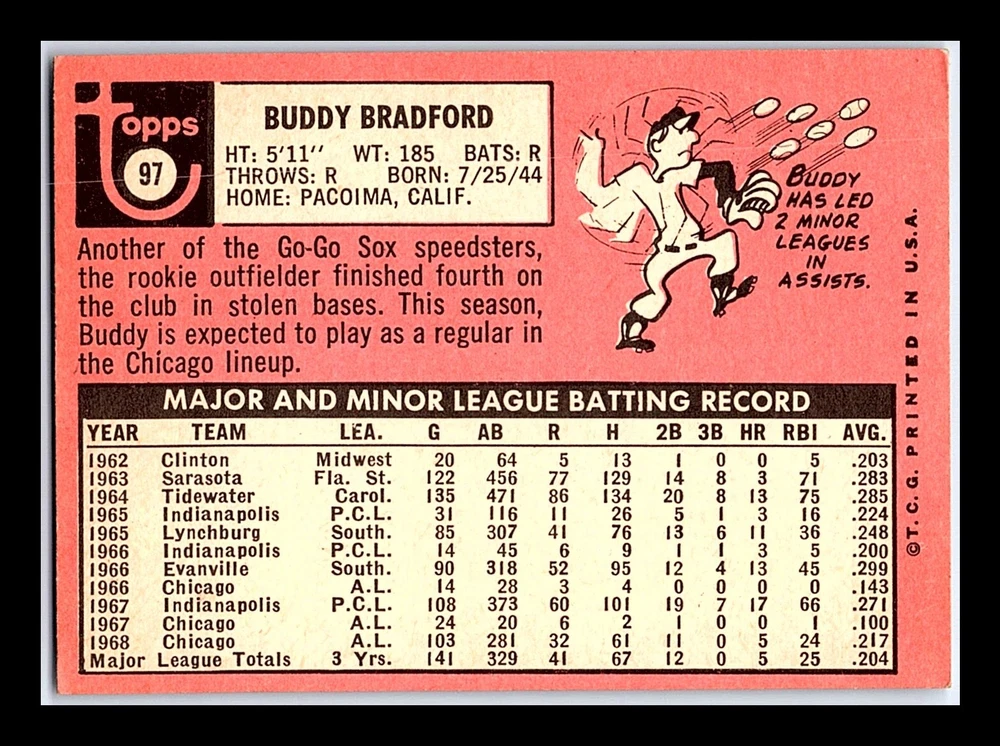 Topps
97
BUDDY BRADFORD
HT: 5'11" WT: 185 BATS: R
THROWS: R BORN: 7/25/44
HOME: PACOIMA, CALIF.
Another of the Go-Go Sox speedsters,
the rookie outfielder finished fourth on
the club in stolen bases. This season,
Buddy is expected to play as a regular in
the Chicago lineup.
BUDDY
HAS LED
2 MINOR
LEAGUES
IN
ASSISTS.
©T.C.G. PRINTED IN U.S.A.
MAJOR AND MINOR LEAGUE BATTING RECORD
YEAR TEAM LEA. G AB R H 2B 3B HR RBI AVG.
1962 Clinton Midwest 20 64 5 13 1 0 0 5 .203
1963 Sarasota Fla. St. 122 456 77 129 14 8 3 71 .283
1964 Tidewater Carol. 135 471 86 134 20 8 13 75 .285
1965 Indianapolis P.C.L. 31 116 11 26 5 1 3 16 .224
1965 Lynchburg South. 85 307 41 76 13 6 11 36 .248
1966 Indianapolis P.C.L. 14 45 6 9 1 1 3 5 .200
1966 Evanville South. 90 318 52 95 12 4 13 45 .299
1966 Chicago A.L. 14 28 3 4 0 0 0 0 .143
1967 Indianapolis P.C.L. 108 373 60 101 19 7 17 66 .271
1967 Chicago A.L. 24 20 6 2 1 0 0 1 .100
1968 Chicago A.L. 103 281 32 61 11 0 5 24 .217
Major League Totals 3 Yrs. 141 329 41 67 12 0 5 25 .204